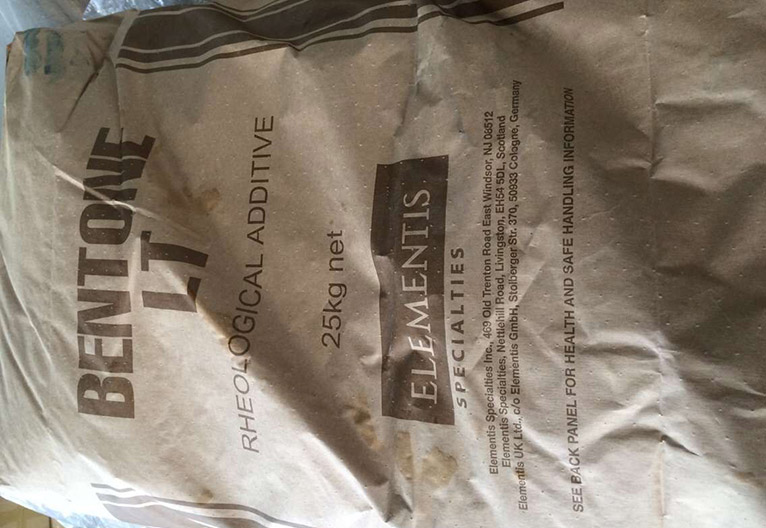 BENTONE
LT
RHEOLOGICAL ADDITIVE
25kg net
ELEMENTIS
SPECIALTIES
Elementis Specialties Inc., 469 Old Trenton Road East Windsor, NJ 08512
Elementis Specialties, Nettlehill Road, Livingston, EH54 5DL, Scotland
Elementis UK Ltd., c/o Elementis GmbH, Stolberger Str. 370, 50933 Cologne, Germany
SEE BACK PANEL FOR HEALTH AND SAFE HANDLING INFORMATION